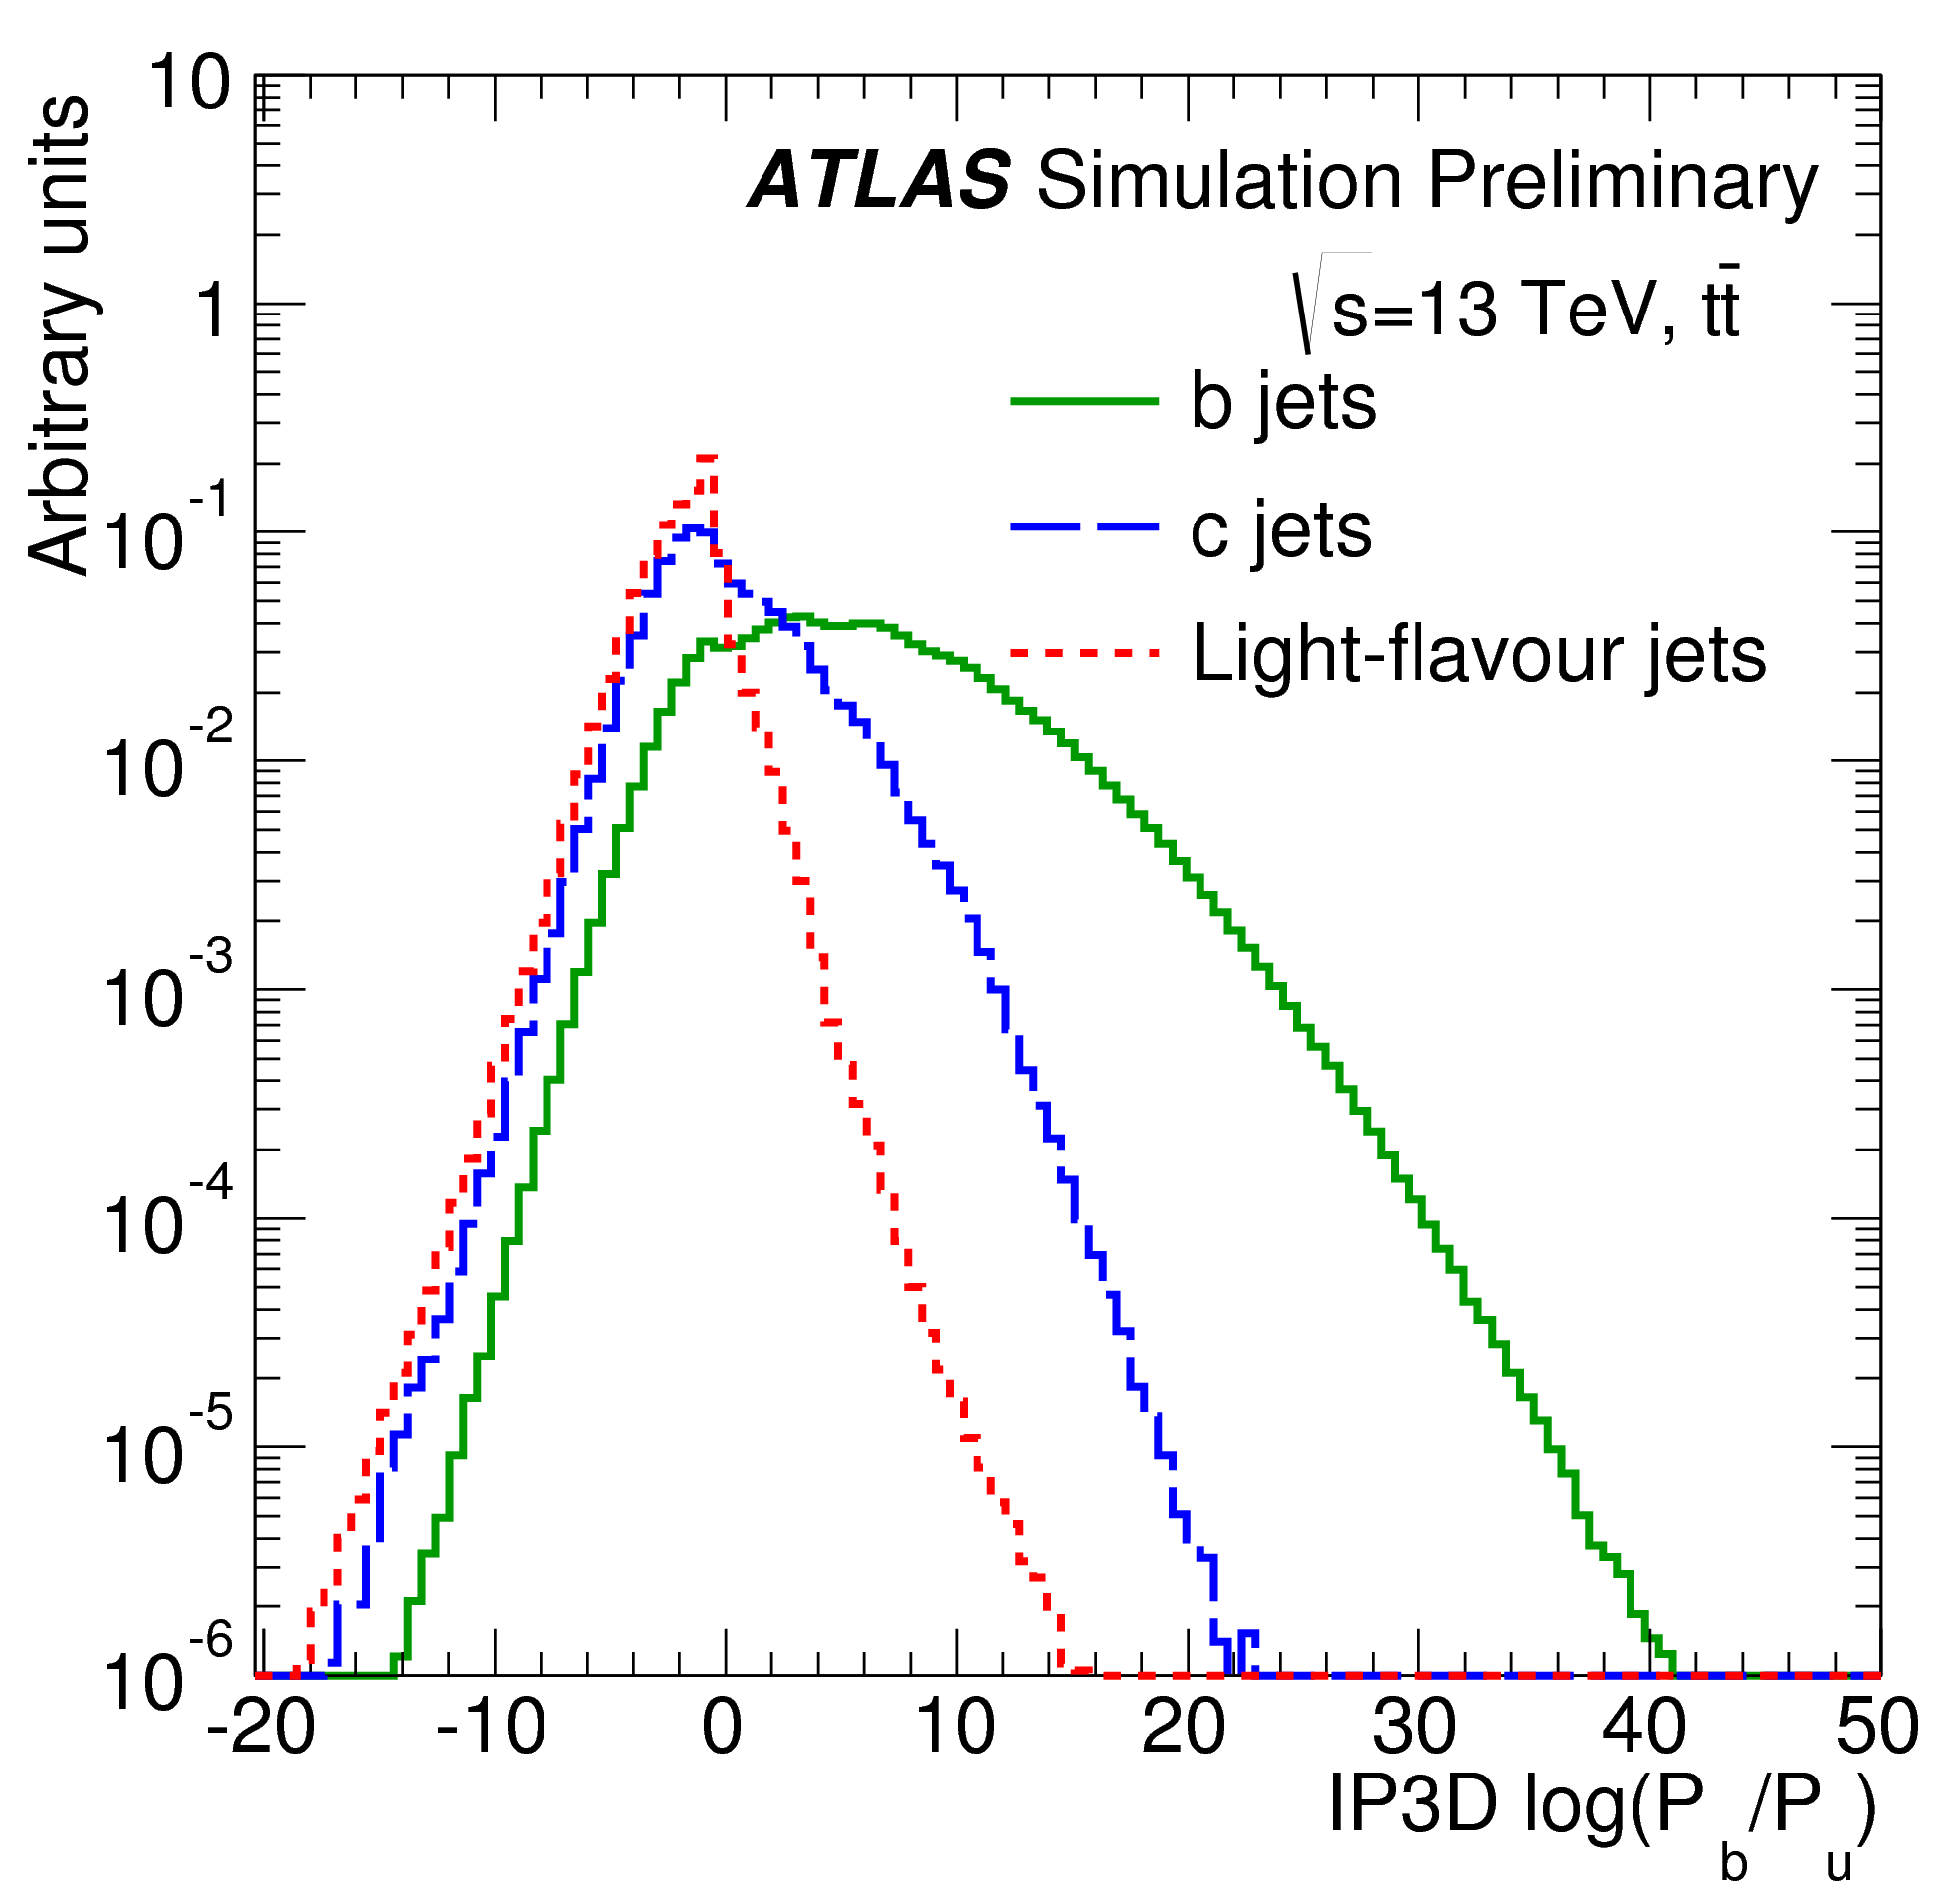 Arbitrary units
10
1
10^-1
10^-2
10^-3
10^-4
10^-5
10^-6
ATLAS Simulation Preliminary
√s=13 TeV, tt̄
b jets
c jets
Light-flavour jets
-20 -10 0 10 20 30 40 50
IP3D log(P_b/P_u)